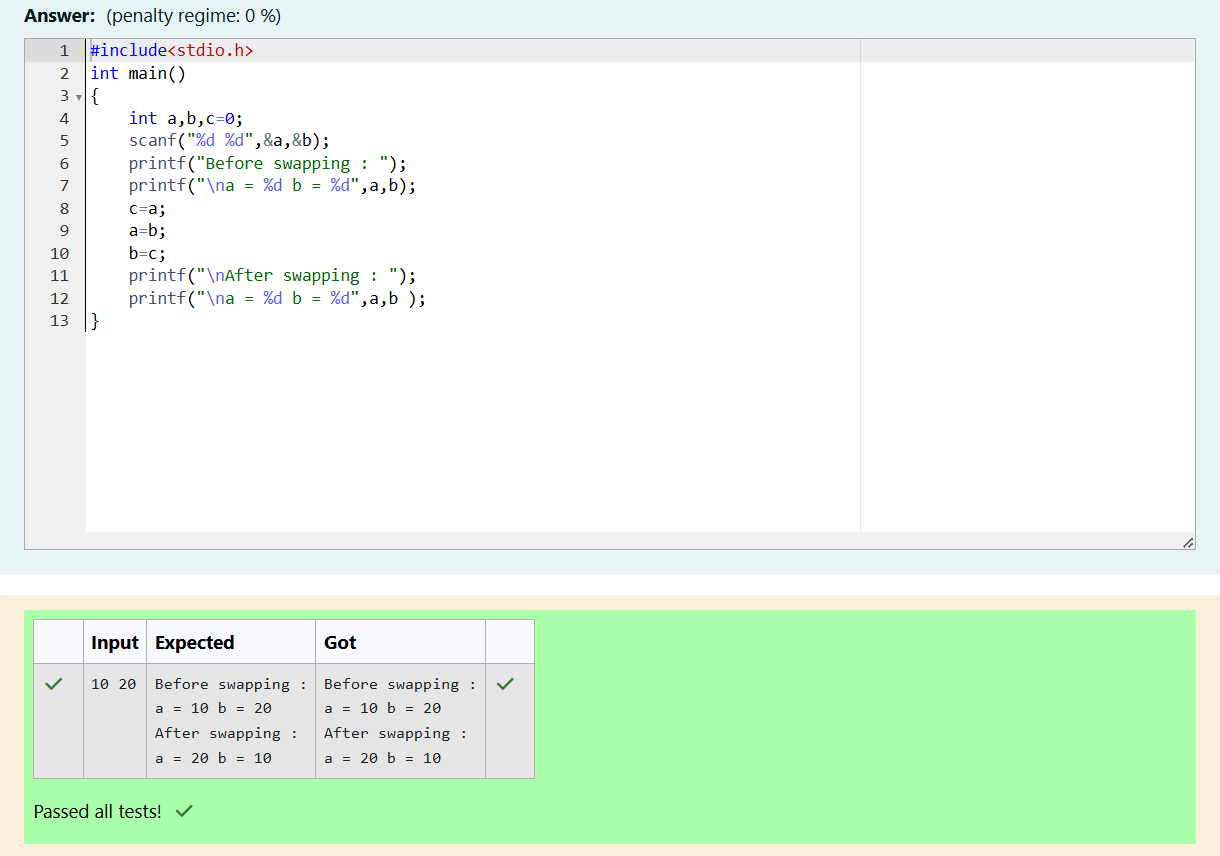 Answer: (penalty regime: 0 %)
1 #include<stdio.h>
2 int main()
3 {
4     int a,b,c=0;
5     scanf("%d %d",&a,&b);
6     printf("Before swapping : ");
7     printf("\na = %d b = %d",a,b);
8     c=a;
9     a=b;
10     b=c;
11     printf("\nAfter swapping : ");
12     printf("\na = %d b = %d",a,b );
13 }
Input Expected Got
10 20 Before swapping : Before swapping :
a = 10 b = 20 a = 10 b = 20
After swapping : After swapping :
a = 20 b = 10 a = 20 b = 10
Passed all tests!